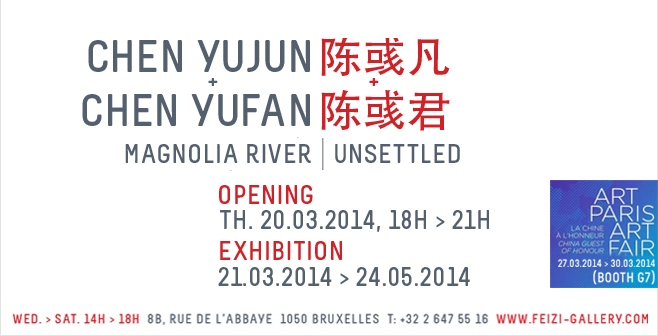 CHEN YUJUN 陈彧凡
+ +
CHEN YUFAN 陈彧君
MAGNOLIA RIVER | UNSETTLED
OPENING
TH. 20.03.2014, 18H > 21H
EXHIBITION
21.03.2014 > 24.05.2014
ART
PARIS
LA CHINE
À L'HONNEUR
ART
CHINA GUEST
OF HONOUR
FAIR
27.03.2014 > 30.03.2014
(BOOTH G7)
WED. > SAT. 14H > 18H 8B, RUE DE L'ABBAYE 1050 BRUXELLES T: +32 2 647 55 16 WWW.FEIZI-GALLERY.COM